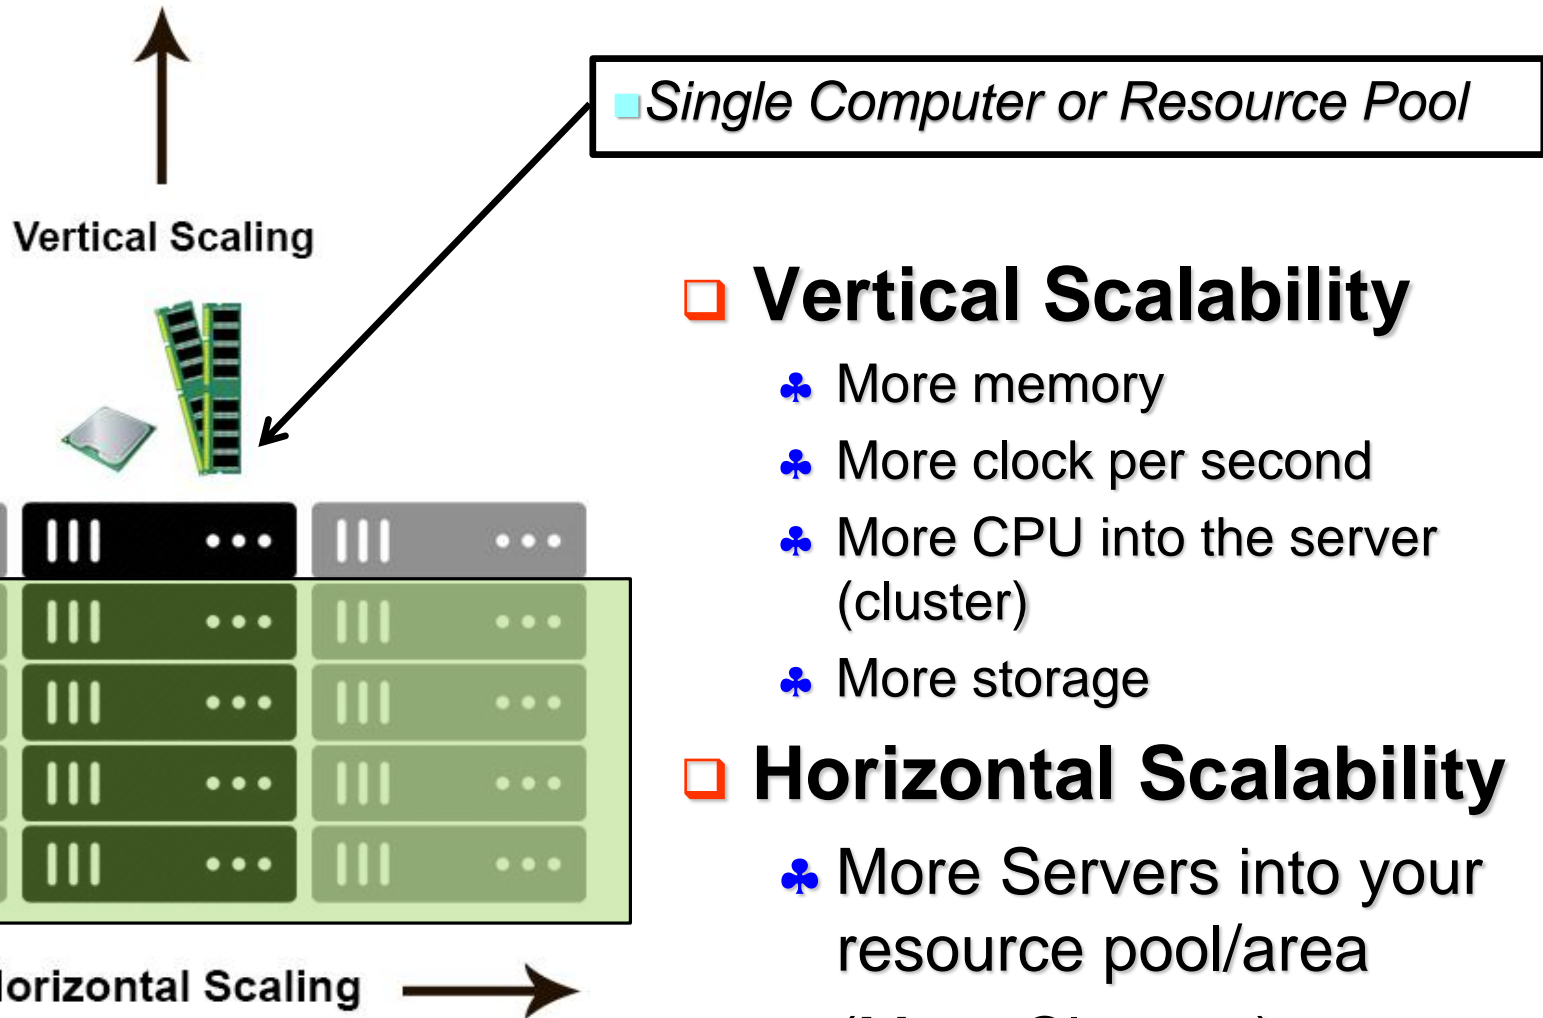 Single Computer or Resource Pool
Vertical Scaling
Vertical Scalability
More memory
More clock per second
More CPU into the server
(cluster)
More storage
Horizontal Scalability
More Servers into your
resource pool/area
Scaling